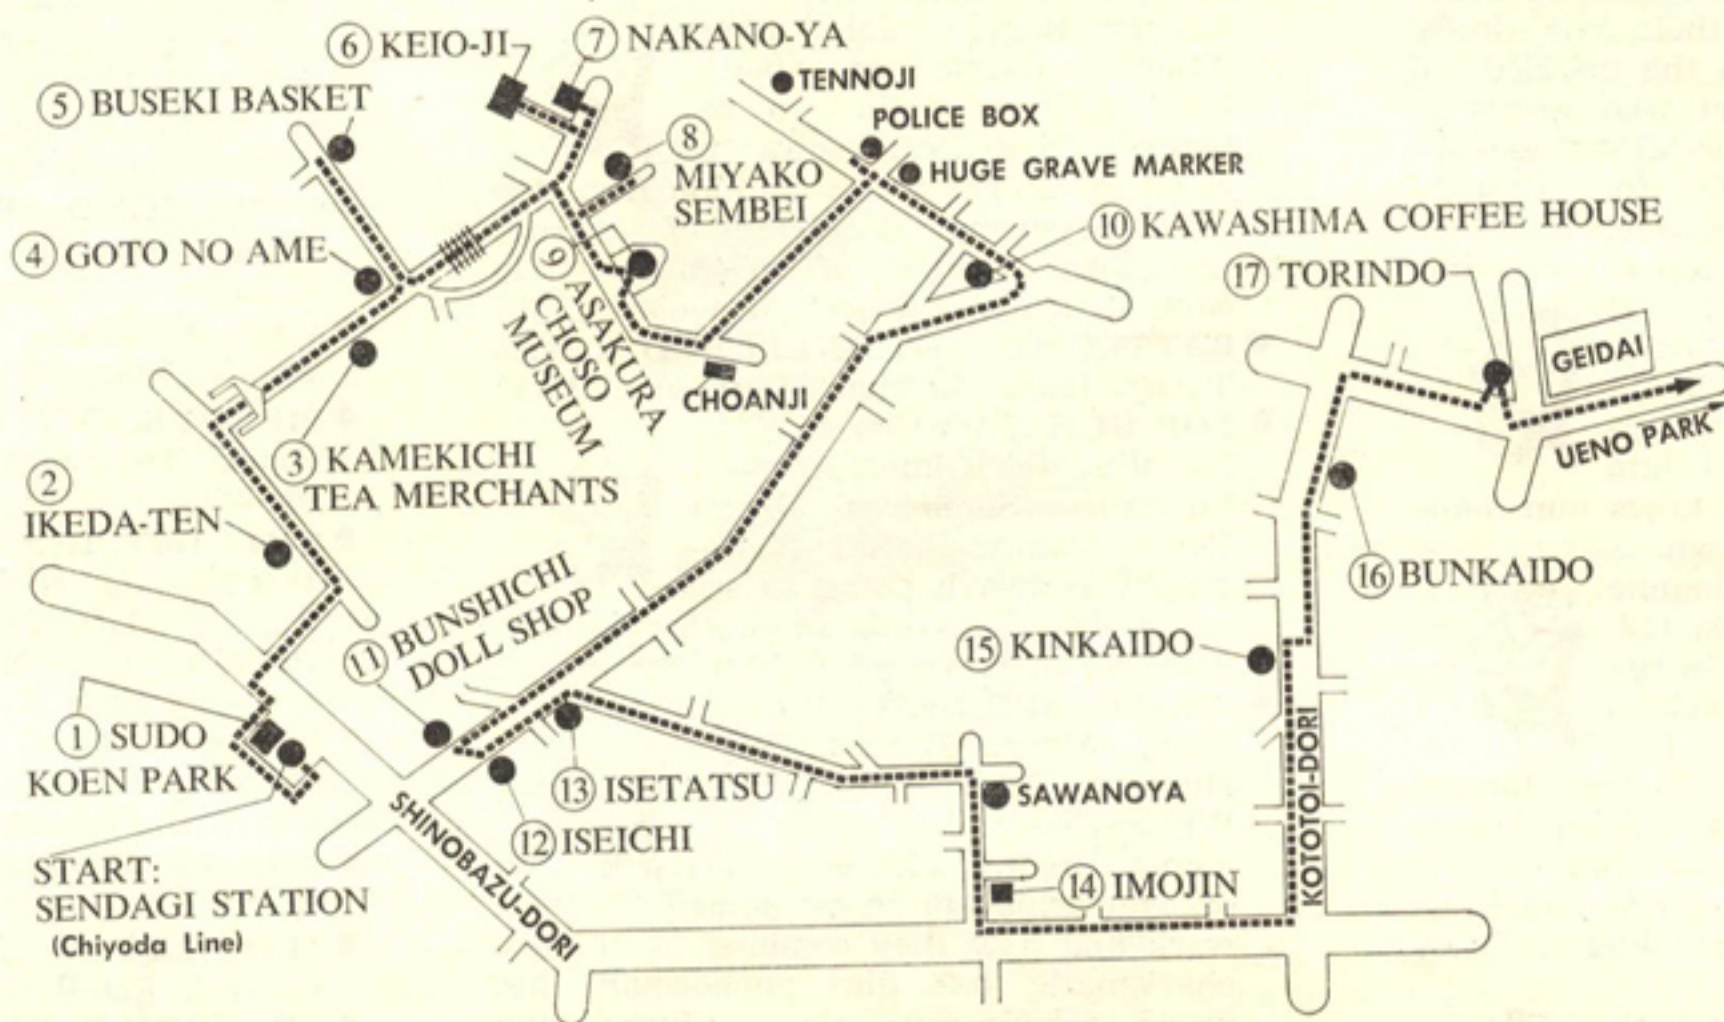 ⑥ KEIO-JI
⑦ NAKANO-YA
⑤ BUSEKI BASKET
TENNOJI
POLICE BOX
⑧
MIYAKO
SEMBEI
HUGE GRAVE MARKER
④ GOTO NO AME
⑨ ASAKURA
CHOSO
MUSEUM
⑩ KAWASHIMA COFFEE HOUSE
⑰ TORINDO
GEIDAI
UENO PARK
CHOANJI
③ KAMEKICHI
TEA MERCHANTS
②
IKEDA-TEN
⑯ BUNKAIDO
⑪ BUNSHICHI
DOLL SHOP
⑮ KINKAIDO
① SUDO
KOEN PARK
⑬ ISETATSU
SAWANOYA
KOTOTOI-DORI
⑫ ISEICHI
SHINOBAZU-DORI
⑭ IMOJIN
START:
SENDAGI STATION
(Chiyoda Line)